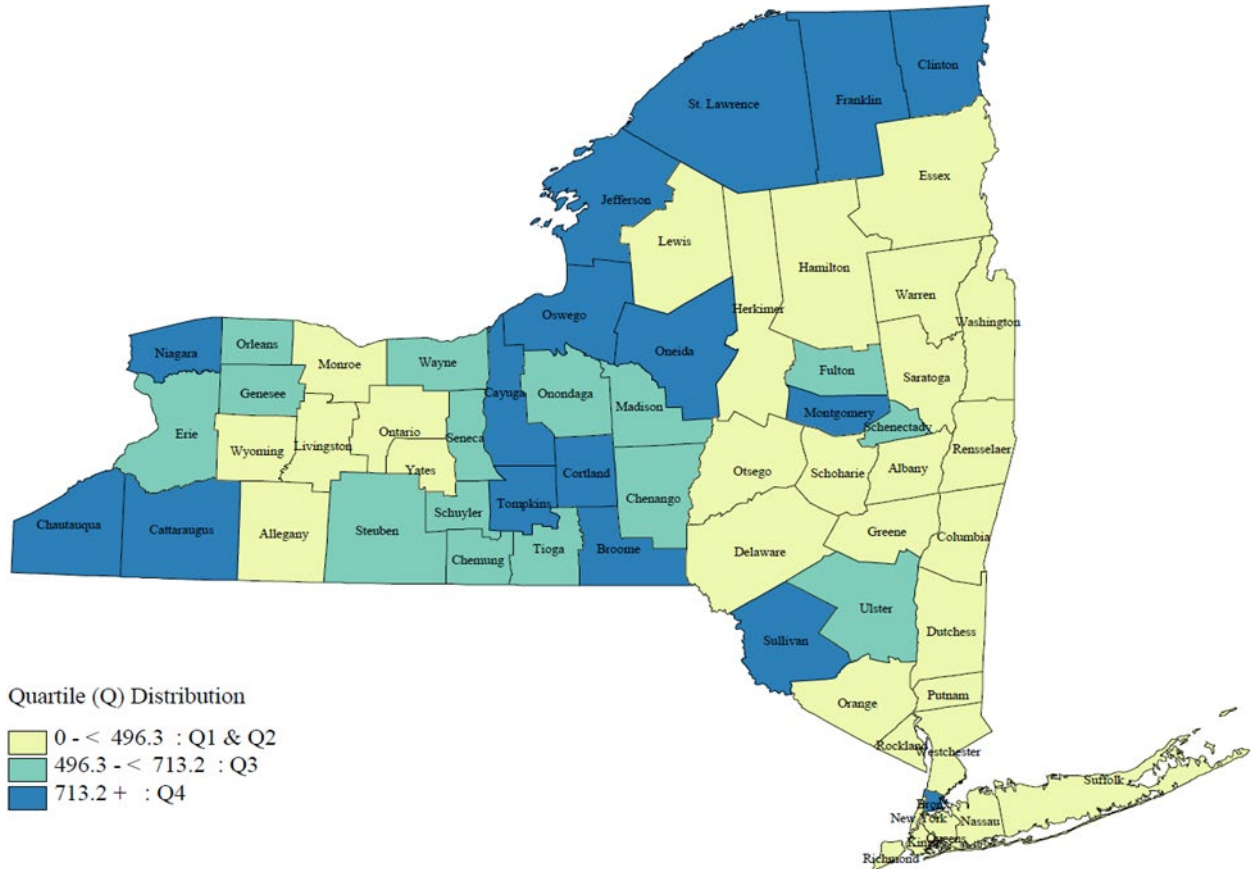 Clinton
Franklin
St. Lawrence
Essex
Jefferson
Lewis
Hamilton
Warren
Herkimer
Washington
Oswego
Oneida
Niagara
Orleans
Monroe
Wayne
Fulton
Saratoga
Genesee
Cayuga
Onondaga
Madison
Montgomery
Schenectady
Erie
Ontario
Seneca
Wyoming
Livingston
Rensselaer
Yates
Cortland
Otsego
Schoharie
Albany
Tompkins
Chenango
Chautauqua
Cattaraugus
Allegany
Steuben
Schuyler
Greene
Columbia
Chemung
Tioga
Broome
Delaware
Ulster
Dutchess
Sullivan
Putnam
Orange
Rockland
Westchester
Suffolk
Bronx
New York
Nassau
Queens
Kings
Richmond
Quartile (Q) Distribution
0 - < 496.3 : Q1 & Q2
496.3 - < 713.2 : Q3
713.2 + : Q4